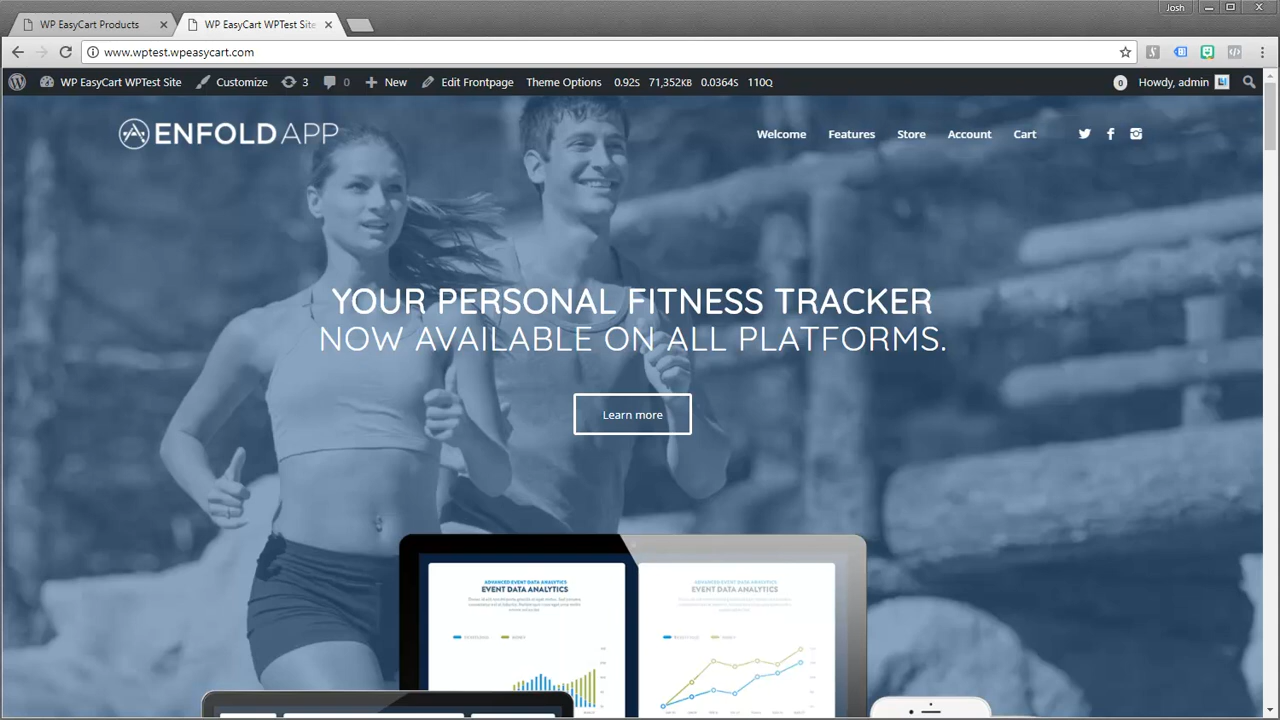 Josh
WP EasyCart Products
WP EasyCart WPTest Site
www.wptest.wpeasycart.com
WP EasyCart WPTest Site Customize 3 0 New Edit Frontpage Theme Options 0.92s 71,352KB 0.0364s 110Q 0 Howdy, admin
ENFOLD APP
Welcome Features Store Account Cart
YOUR PERSONAL FITNESS TRACKER
NOW AVAILABLE ON ALL PLATFORMS.
Learn more
ADVANCED EVENT DATA ANALYTICS
EVENT DATA ANALYTICS
ADVANCED EVENT DATA ANALYTICS
EVENT DATA ANALYTICS